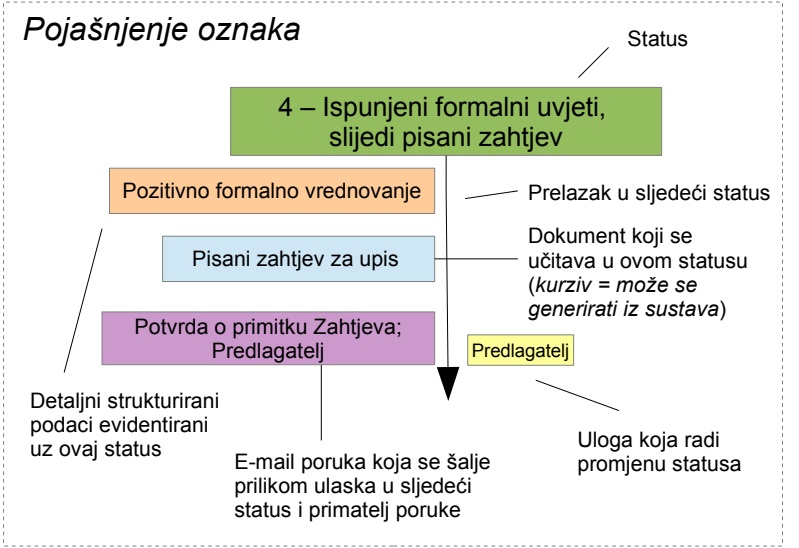 Pojašnjenje oznaka
Status
4 – Ispunjeni formalni uvjeti,
slijedi pisani zahtjev
Pozitivno formalno vrednovanje
Prelazak u sljedeći status
Pisani zahtjev za upis
Dokument koji se
učitava u ovom statusu
(kurziv = može se
generirati iz sustava)
Potvrda o primitku Zahtjeva;
Predlagatelj
Predlagatelj
Detaljni strukturirani
podaci evidentirani
uz ovaj status
E-mail poruka koja se šalje
prilikom ulaska u sljedeći
status i primatelj poruke
Uloga koja radi
promjenu statusa